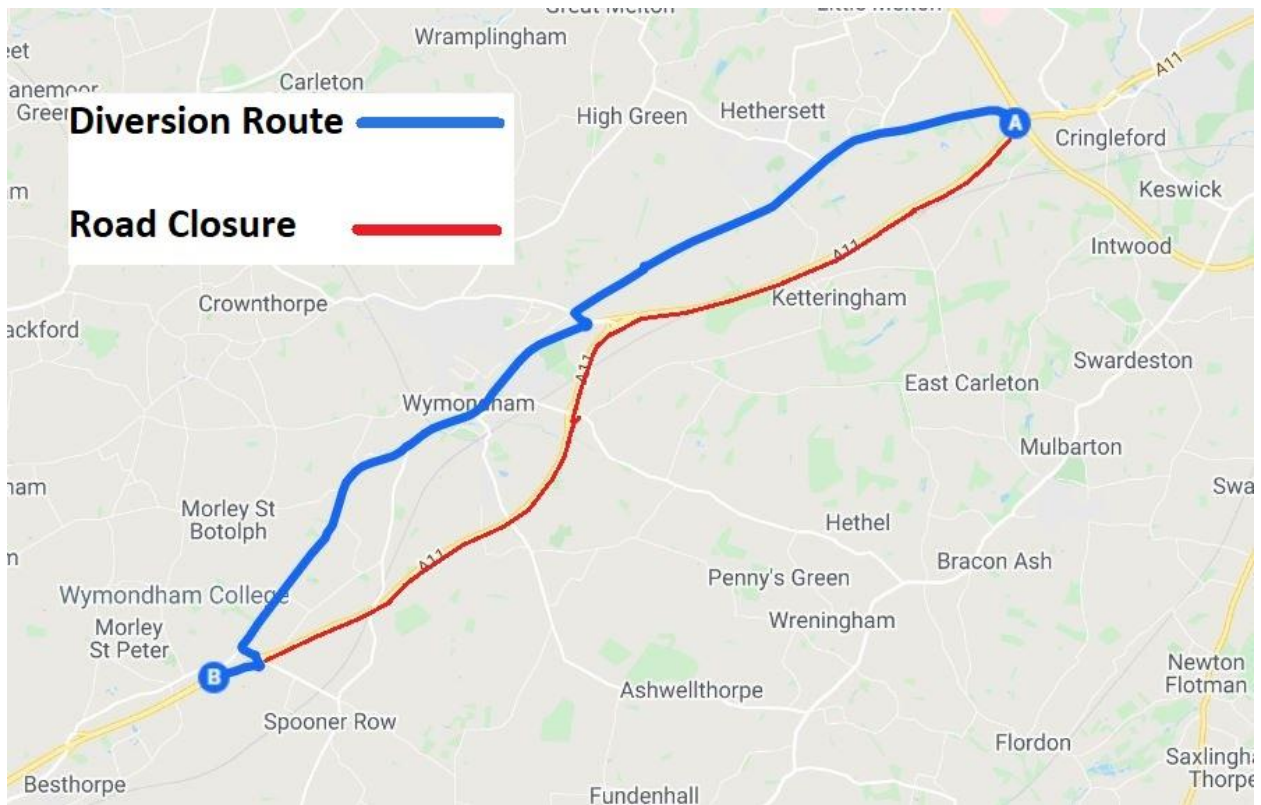 Wramplingham
A11
Carleton
Green
Diversion Route
High Green
Hethersett
A
Cringleford
Keswick
Road Closure
A11
Intwood
Crownthorpe
Ketteringham
Swardeston
A11
East Carleton
Wymondham
Mulbarton
Morley St
Botolph
Hethel
A11
Bracon Ash
Penny's Green
Wymondham College
Wreningham
Morley
St Peter
Newton
Flotman
B
Ashwellthorpe
Spooner Row
Flordon
Besthorpe
Fundenhall